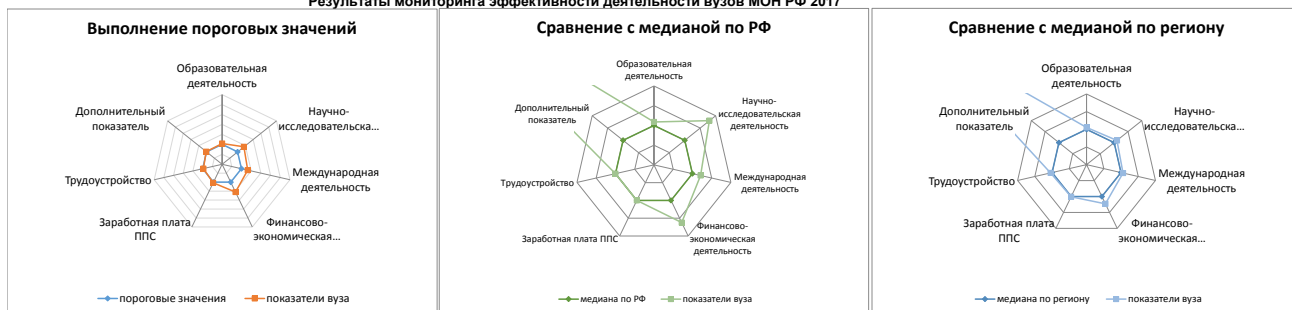 Результаты мониторинга эффективности деятельности вузов МОН РФ 2017
Выполнение пороговых значений
Образовательная
деятельность
Дополнительный
показатель
Научно-
исследовательска…
Трудоустройство
Международная
деятельность
Заработная плата
ППС
Финансово-
экономическая…
пороговые значения
показатели вуза
Сравнение с медианой по РФ
Образовательная
деятельность
Дополнительный
показатель
Научно-
исследовательская
деятельность
Трудоустройство
Международная
деятельность
Заработная плата ППС
Финансово-
экономическая
деятельность
медиана по РФ
показатели вуза
Сравнение с медианой по региону
Образовательная
деятельность
Дополнительный
показатель
Научно-
исследовательска…
Трудоустройство
Международная
деятельность
Заработная плата
ППС
Финансово-
экономическая…
медиана по региону
показатели вуза